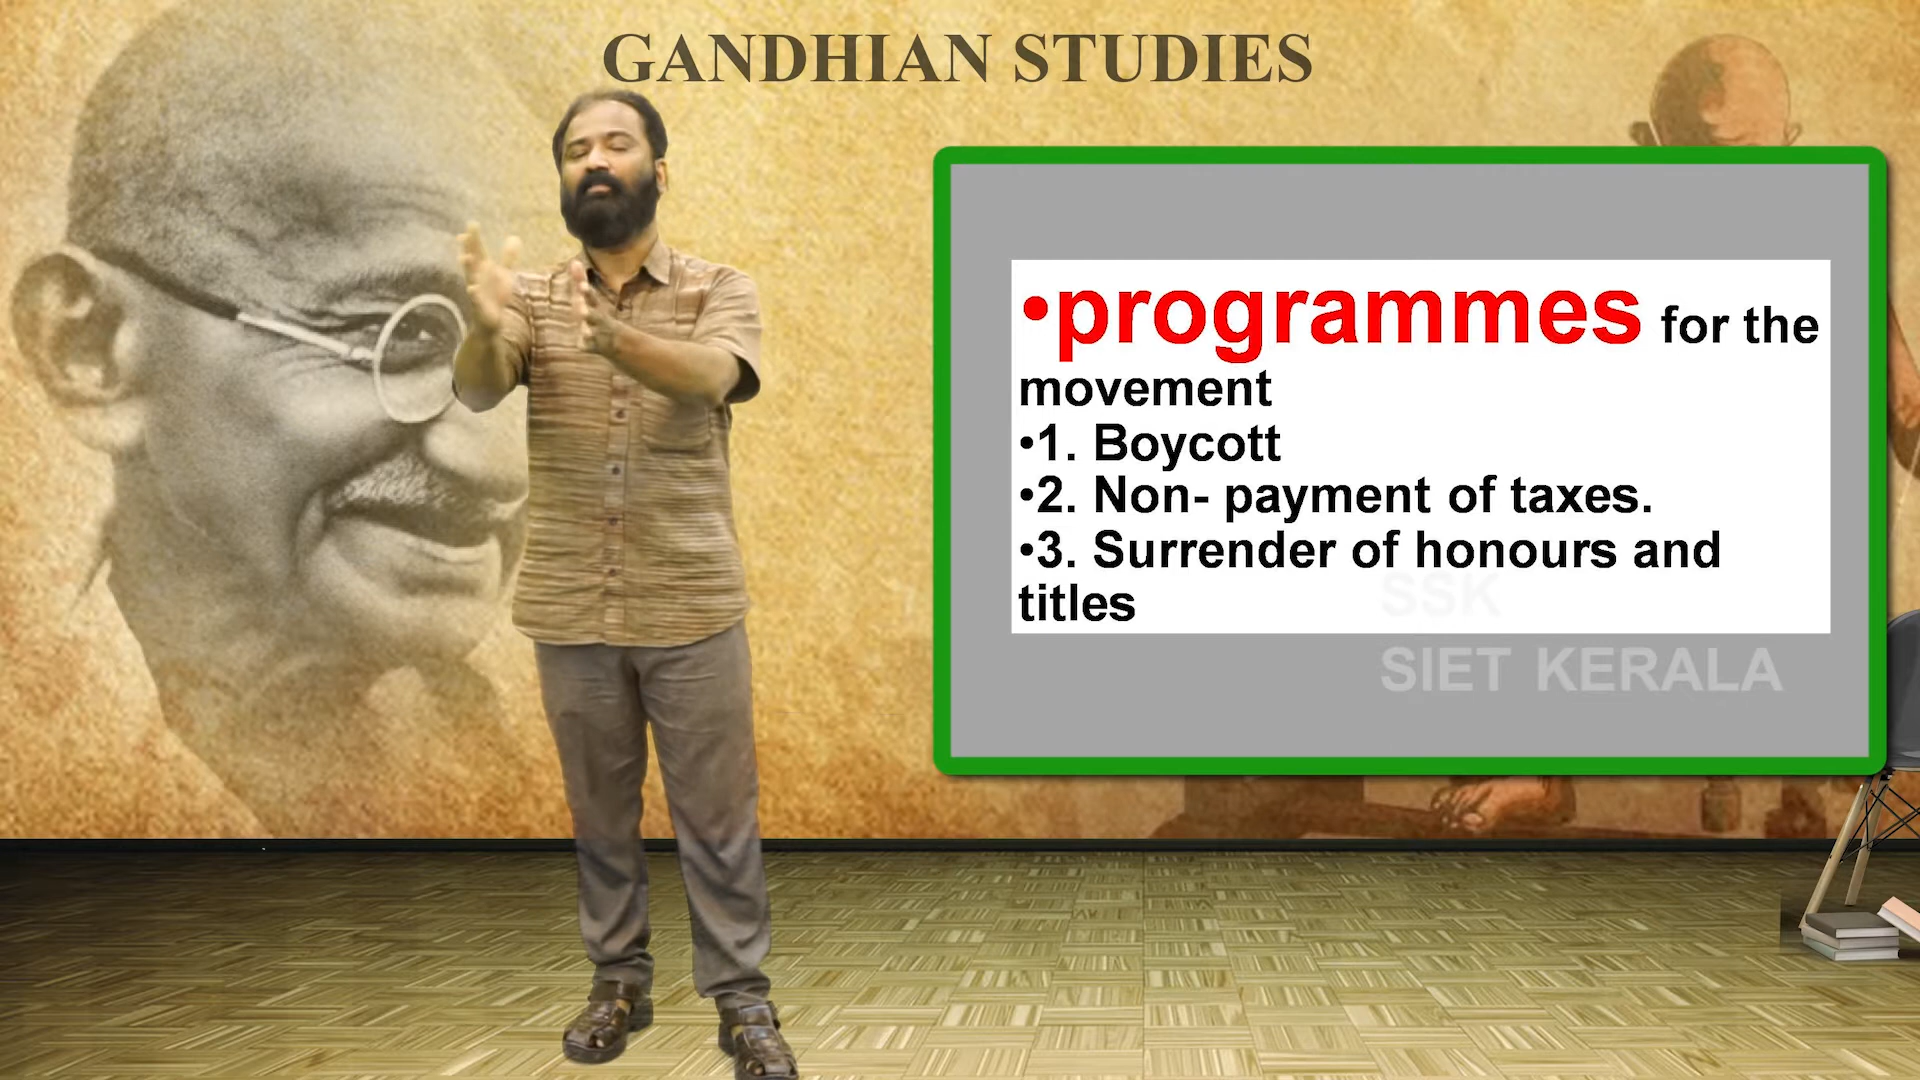 GANDHIAN STUDIES
•programmes for the
movement
•1. Boycott
•2. Non- payment of taxes.
•3. Surrender of honours and
titles
SSK
SIET KERALA